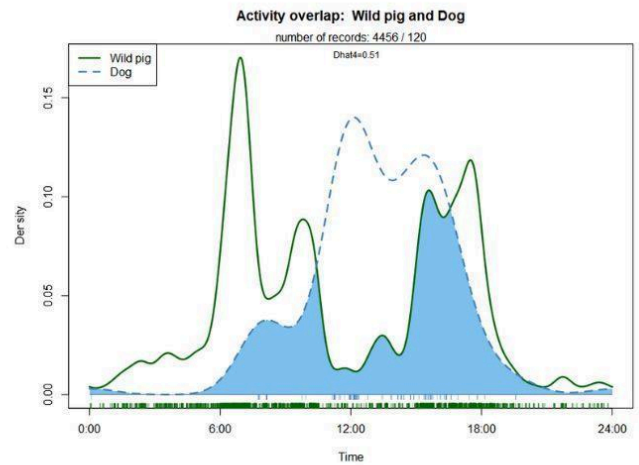 Activity overlap: Wild pig and Dog
number of records: 4456 / 120
Dhat4=0.51
Wild pig
Dog
0.15
0.10
0.05
0.00
Density
0:00 6:00 12:00 18:00 24:00
Time